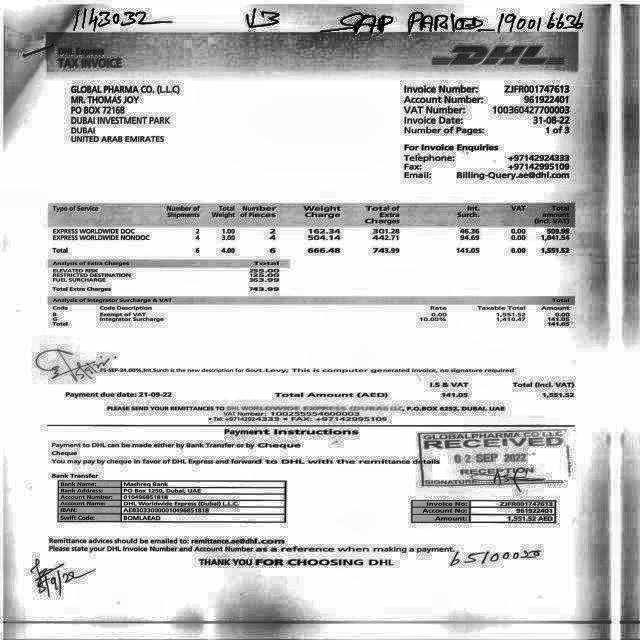 1143032 V3 SAP PARKED 190016636
DHL Express
TAX INVOICE
DHL
GLOBAL PHARMA CO. (L.L.C)
MR. THOMAS JOY
PO BOX 72168
DUBAI INVESTMENT PARK
DUBAI
UNITED ARAB EMIRATES
Invoice Number: ZJFR001747613
Account Number: 961922401
VAT Number: 100360427700003
Invoice Date: 31-08-22
Number of Pages: 1 of 3
For Invoice Enquiries
Telephone: +97142924333
Fax: +97142995109
Email: Billing-Query.ae@dhl.com
Type of Service Number of Shipments Total Weight Number of Pieces Weight Charge Total of Extra Charges Int. Surch. VAT Total amount (incl. VAT)
EXPRESS WORLDWIDE DOC 2 1.00 2 162.34 301.28 46.36 0.00 509.98
EXPRESS WORLDWIDE NONDOC 4 3.00 4 504.14 442.71 94.69 0.00 1,041.54
Total 6 4.00 6 666.48 743.99 141.05 0.00 1,551.52
Analysis of Extra Charges Total
ELEVATED RISK 255.00
RESTRICTED DESTINATION 125.00
FUEL SURCHARGE 363.99
Total Extra Charges 743.99
Analysis of Integrator Surcharge & VAT Total
Code Code Description Rate Taxable Total Amount
B Exempt of VAT 0.00 1,551.52 0.00
G Integrator Surcharge 10.00% 1,410.47 141.05
Total 141.05
Int.Surch is the new description for Govt.Levy; This is computer generated invoice, no signature required
I.S & VAT Total (incl. VAT)
Payment due date: 21-09-22 Total Amount (AED) 141.05 1,551.52
PLEASE SEND YOUR REMITTANCES TO DHL WORLDWIDE EXPRESS (DUBAI) LLC, P.O.BOX 6252, DUBAI, UAE
VAT Number: 100255554600003
• Tel: +97142924333 • FAX: +97142995109
Payment Instructions
Payment to DHL can be made either by Bank Transfer or by Cheque
Cheque
You may pay by cheque in favor of DHL Express and forward to DHL with the remittance details
GLOBAL PHARMA CO LLC
RECEIVED
02 SEP 2022
RECEPTION
SIGNATURE
Bank Transfer
Bank Name: Mashreq Bank
Bank Address: PO Box 1250, Dubai, UAE
Account Number: 010496851818
Account Name: DHL Worldwide Express (Dubai) L.L.C.
IBAN: AE830330000010496851818
Swift Code: BOMLAEAD
Invoice No: ZJFR001747613
Account No: 961922401
Amount: 1,551.52 AED
Remittance advices should be emailed to: remittance.ae@dhl.com
Please state your DHL Invoice Number and Account Number as a reference when making a payment.
THANK YOU FOR CHOOSING DHL
65100020